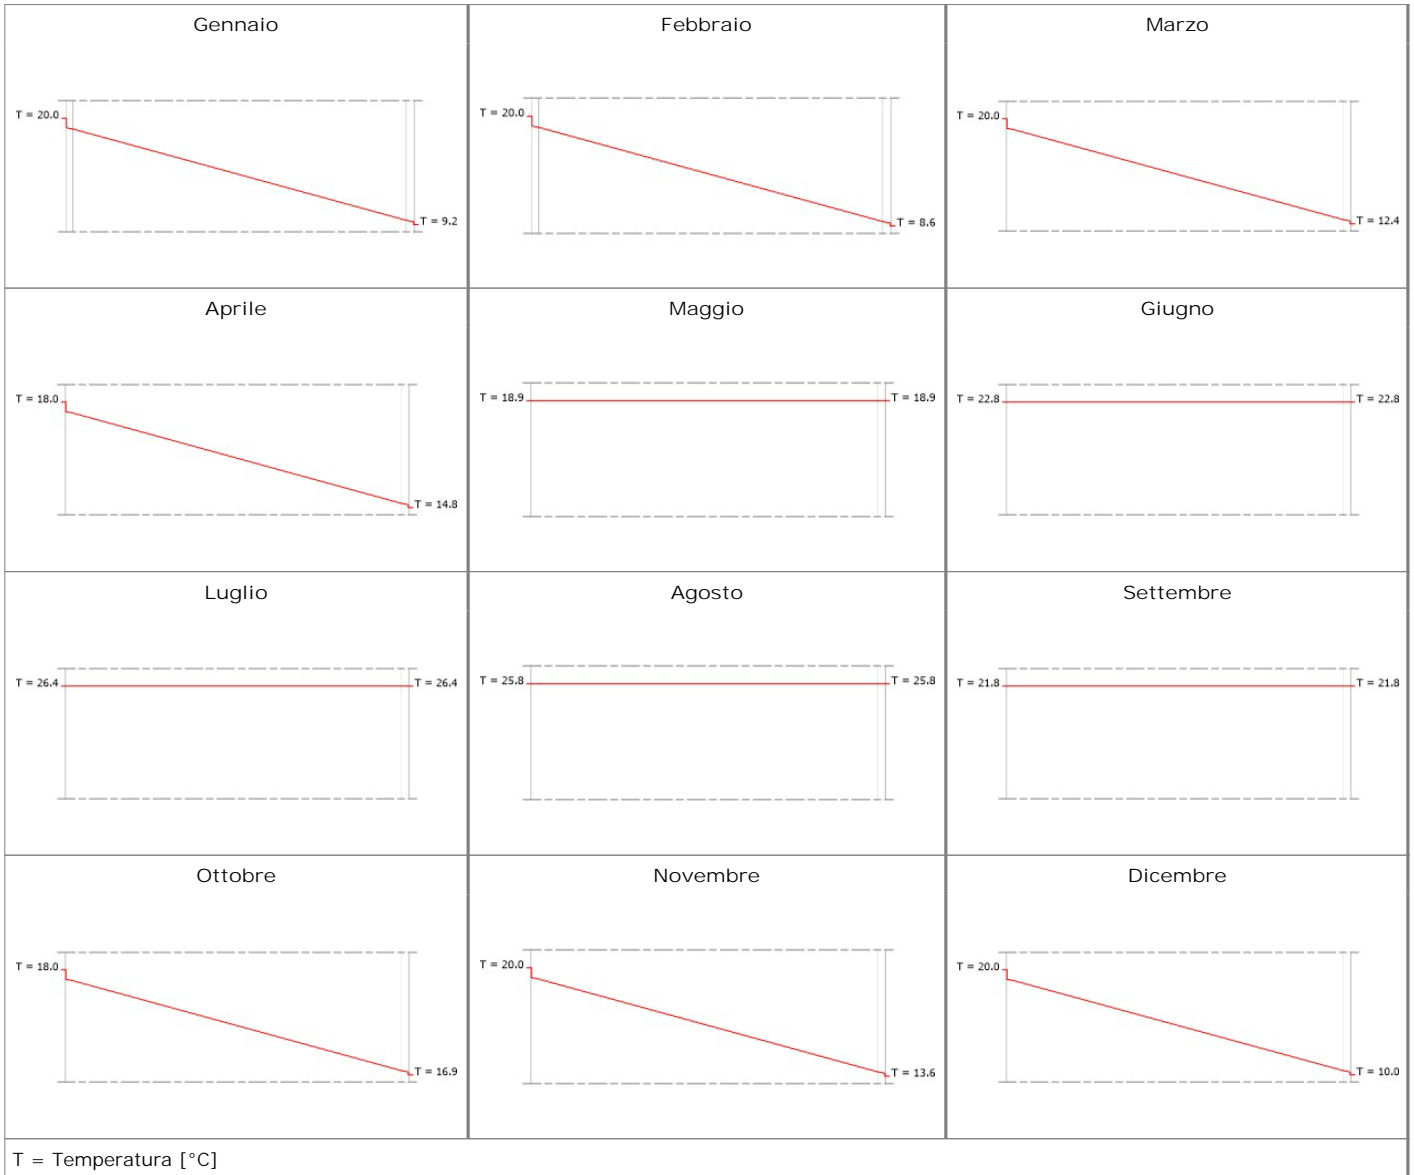 Gennaio
Febbraio
Marzo
T = 20.0
T = 9.2
T = 20.0
T = 8.6
T = 20.0
T = 12.4
Aprile
Maggio
Giugno
T = 18.0
T = 14.8
T = 18.9
T = 18.9
T = 22.8
T = 22.8
Luglio
Agosto
Settembre
T = 26.4
T = 26.4
T = 25.8
T = 25.8
T = 21.8
T = 21.8
Ottobre
Novembre
Dicembre
T = 18.0
T = 16.9
T = 20.0
T = 13.6
T = 20.0
T = 10.0
T = Temperatura [°C]